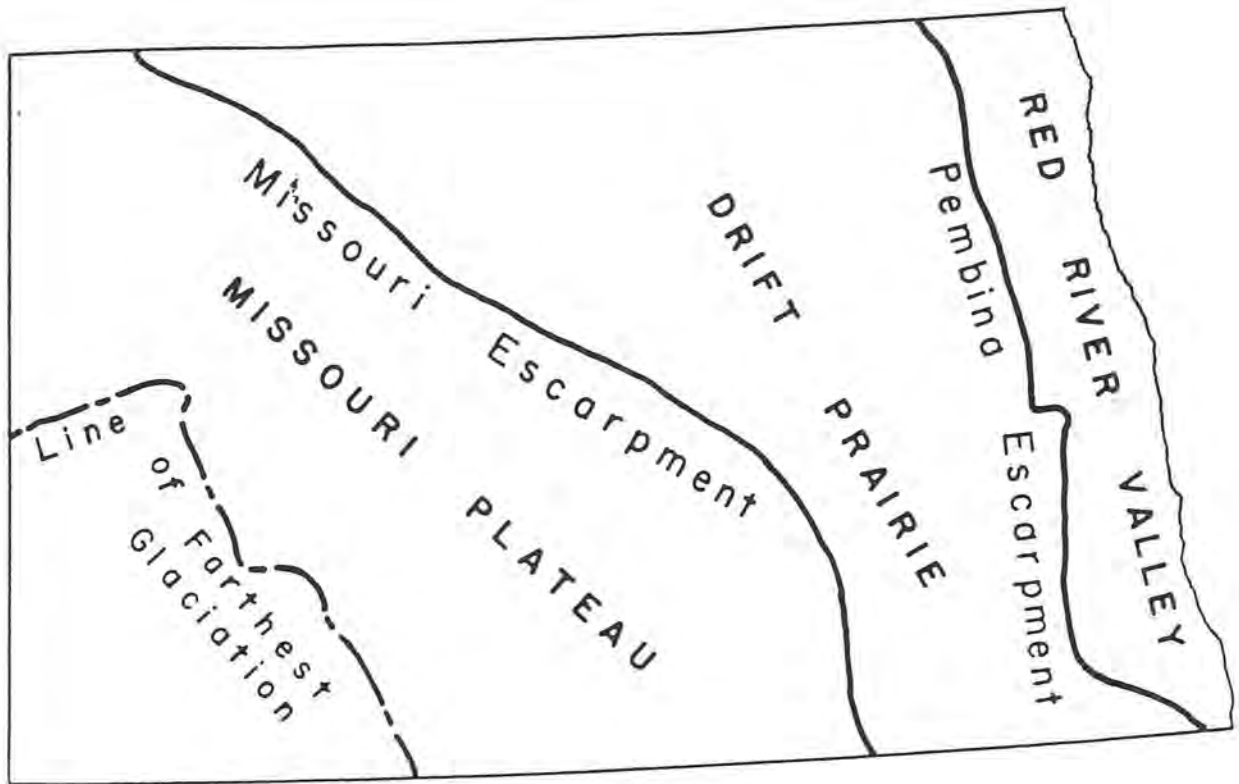 RED RIVER VALLEY
Pembina Escarpment
DRIFT PRAIRIE
Missouri Escarpment
MISSOURI PLATEAU
Line of Farthest
Glaciation